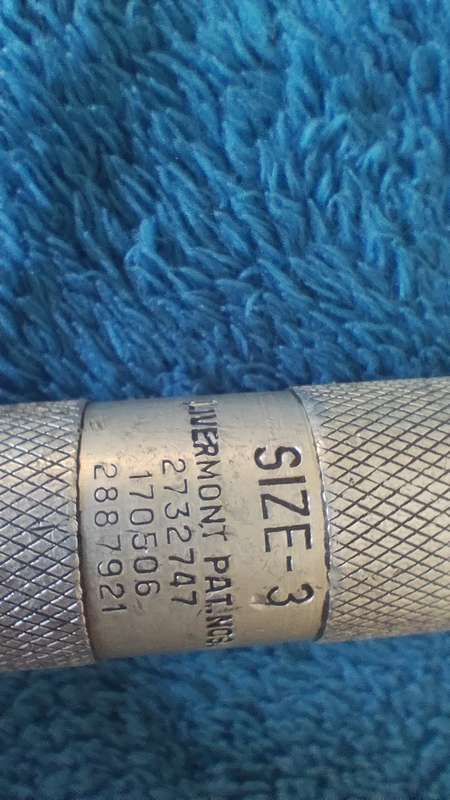 SIZE-3
LIVERMONT PAT.NOS.
2732747
170506
2887921